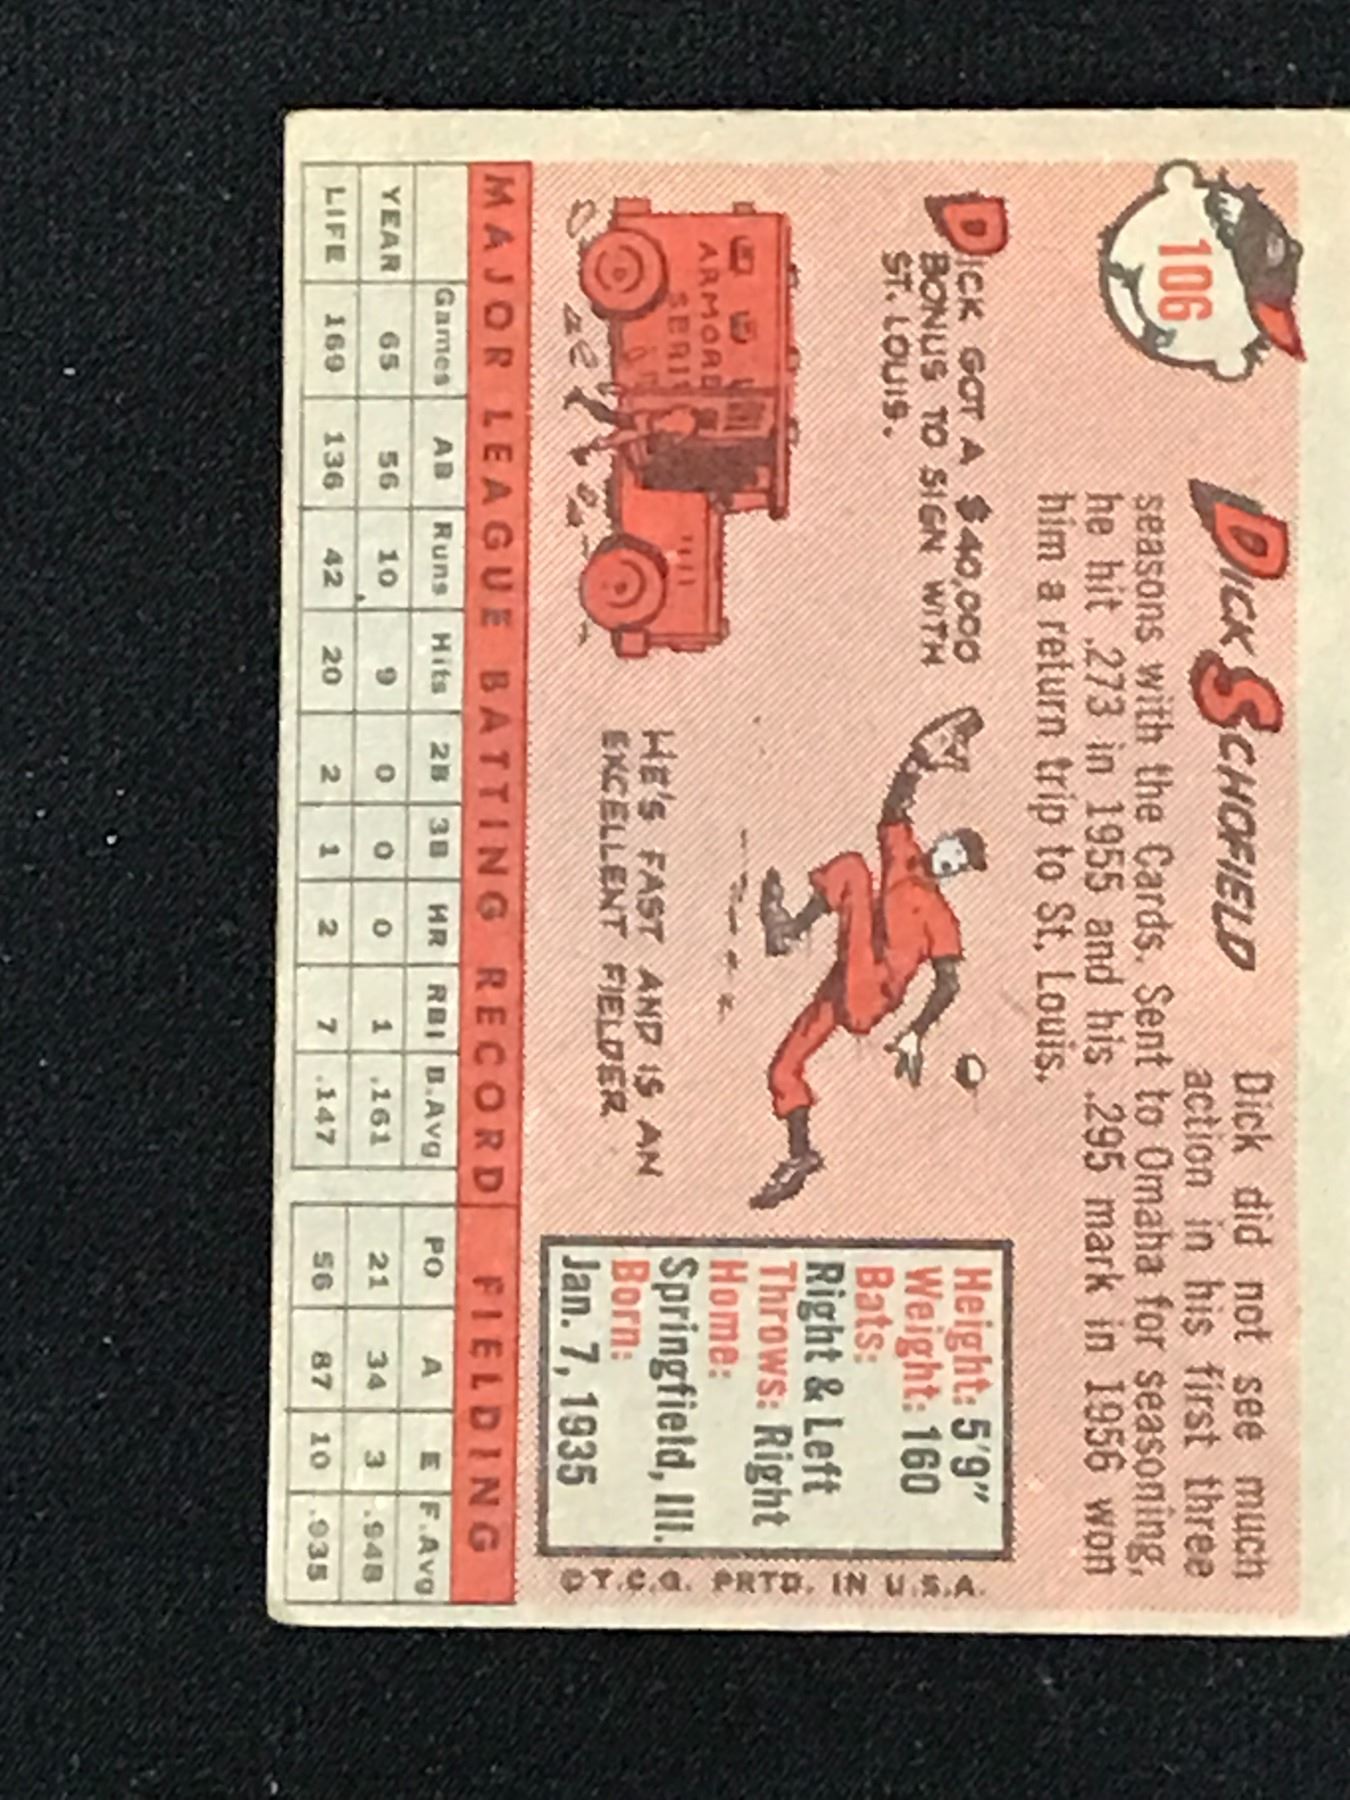 106
DICK SCHOFIELD
Dick did not see much
action in his first three
seasons with the Cards. Sent to Omaha for seasoning,
he hit .273 in 1955 and his .295 mark in 1956 won
him a return trip to St. Louis.
DICK GOT A $40,000
BONUS TO SIGN WITH
ST. LOUIS.
ARMORD
HE'S FAST AND IS AN
EXCELLENT FIELDER
Height: 5'9"
Weight: 160
Bats:
Right & Left
Throws: Right
Home:
Springfield, Ill.
Born:
Jan. 7, 1935
©T.C.G. PRTD. IN U.S.A.
MAJOR LEAGUE BATTING RECORD FIELDING
Games AB Runs Hits 2B 3B HR RBI B.Avg PO A E F.Avg
YEAR 65 56 10 9 0 0 0 1 .161 21 34 3 .948
LIFE 169 136 42 20 2 1 2 7 .147 56 87 10 .935